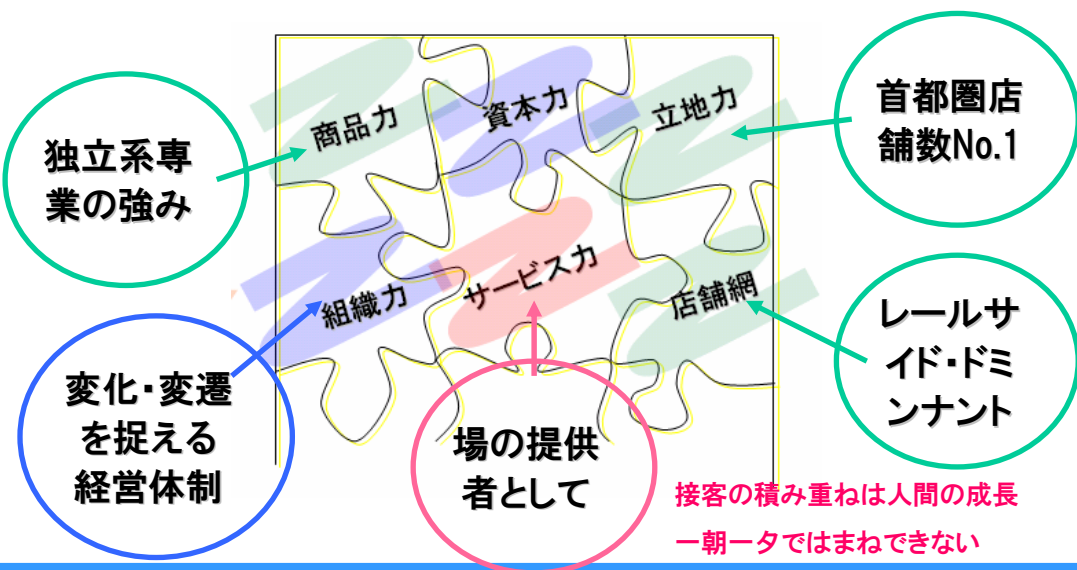 商品力
資本力
立地力
組織力
サービス力
店舗網
独立系専
業の強み
首都圏店
舗数No.1
変化・変遷
を捉える
経営体制
場の提供
者として
レールサ
イド・ドミ
ンナント
接客の積み重ねは人間の成長
一朝一タではまねできない